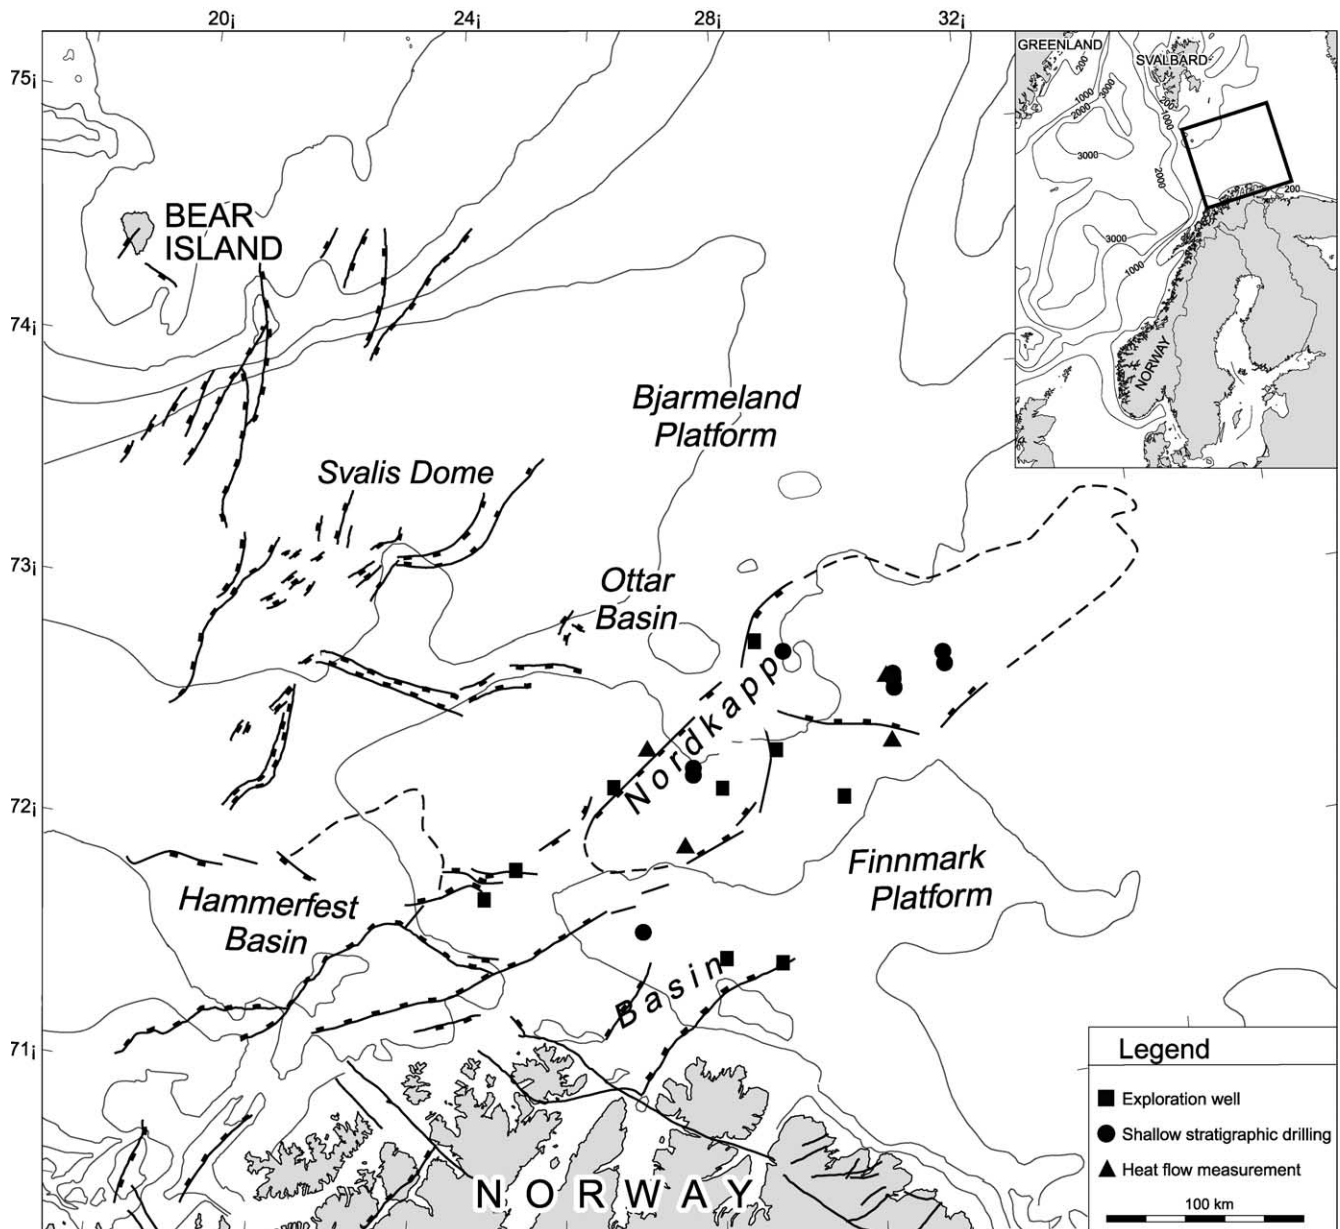 20¡
24¡
28¡
32¡
75¡
74¡
73¡
72¡
71¡
BEAR
ISLAND
Bjarmeland
Platform
Svalis Dome
Ottar
Basin
Nordkapp
Basin
Hammerfest
Basin
Finnmark
Platform
NORWAY
GREENLAND
SVALBARD
200
1000
2000
3000
200
1000
3000
2000
3000
1000
200
NORWAY
Legend
Exploration well
Shallow stratigraphic drilling
Heat flow measurement
100 km